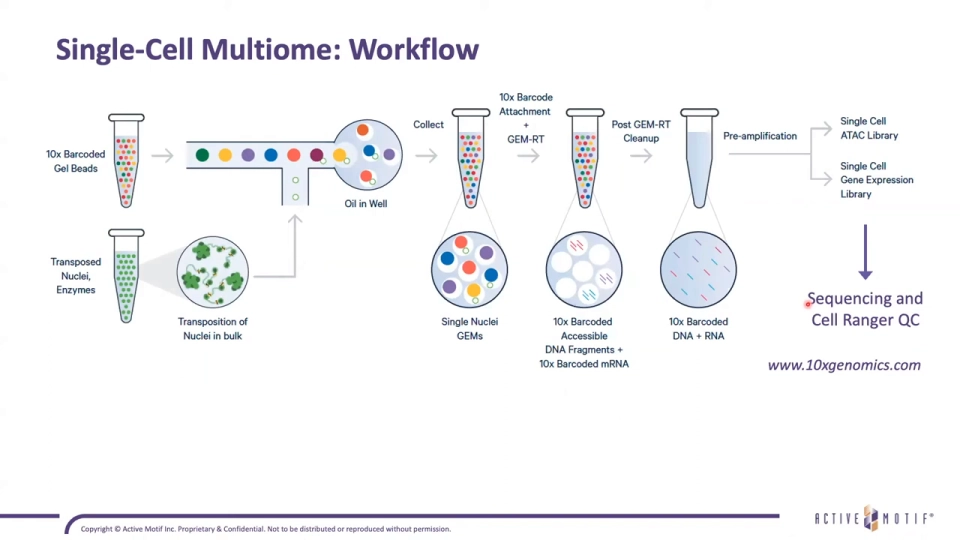 Single-Cell Multiome: Workflow
10x Barcoded
Gel Beads
Transposed
Nuclei,
Enzymes
Transposition of
Nuclei in bulk
Oil in Well
Collect
Single Nuclei
GEMs
10x Barcode
Attachment
+
GEM-RT
10x Barcoded
Accessible
DNA Fragments +
10x Barcoded mRNA
Post GEM-RT
Cleanup
10x Barcoded
DNA + RNA
Pre-amplification
Single Cell
ATAC Library
Single Cell
Gene Expression
Library
Sequencing and
Cell Ranger QC
www.10xgenomics.com
Copyright © Active Motif Inc. Proprietary & Confidential. Not to be distributed or reproduced without permission.
ACTIVE MOTIF®